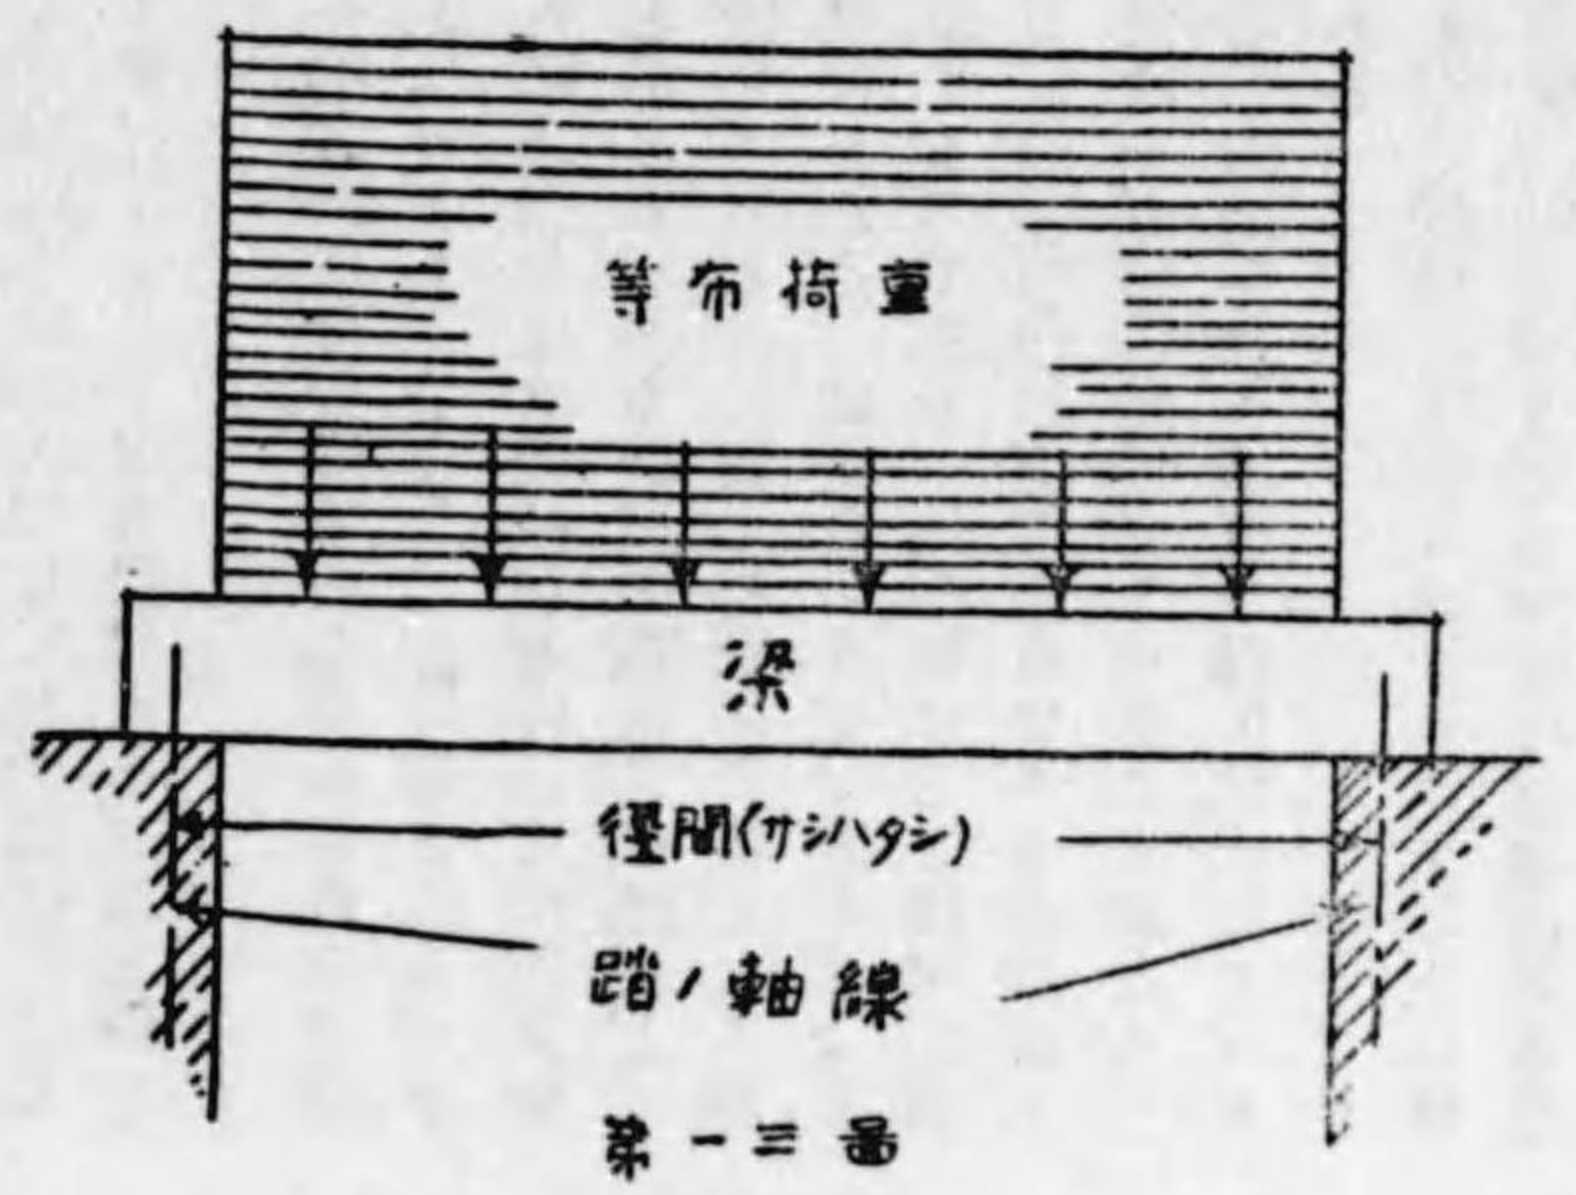 等布荷重
梁
徑間(サシハタシ)
踏ノ軸線
第一三圖